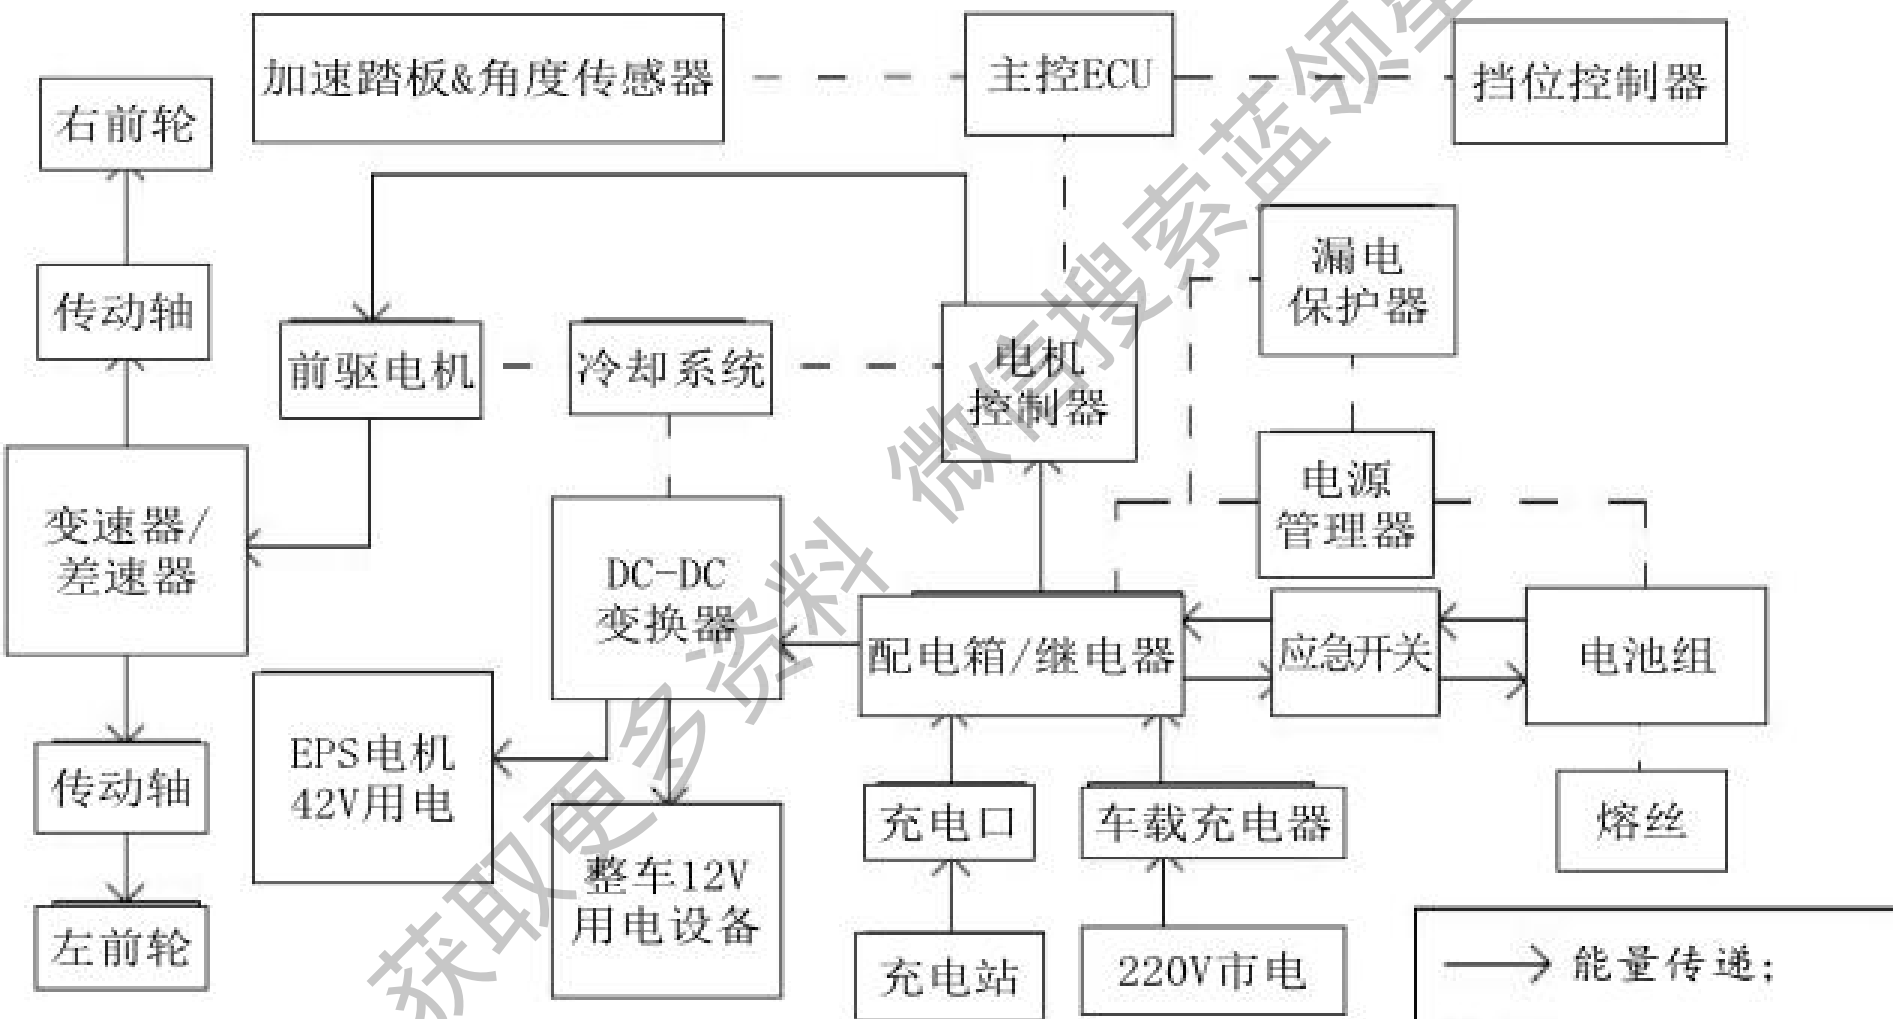 加速踏板&角度传感器
主控ECU
挡位控制器
右前轮
传动轴
前驱电机
冷却系统
电机
控制器
漏电
保护器
电源
管理器
变速器/
差速器
DC-DC
变换器
配电箱/继电器
应急开关
电池组
EPS电机
42V用电
传动轴
整车12V
用电设备
充电口
车载充电器
熔丝
左前轮
充电站
220V市电
能量传递;
获取更多资料 微信搜索蓝领星